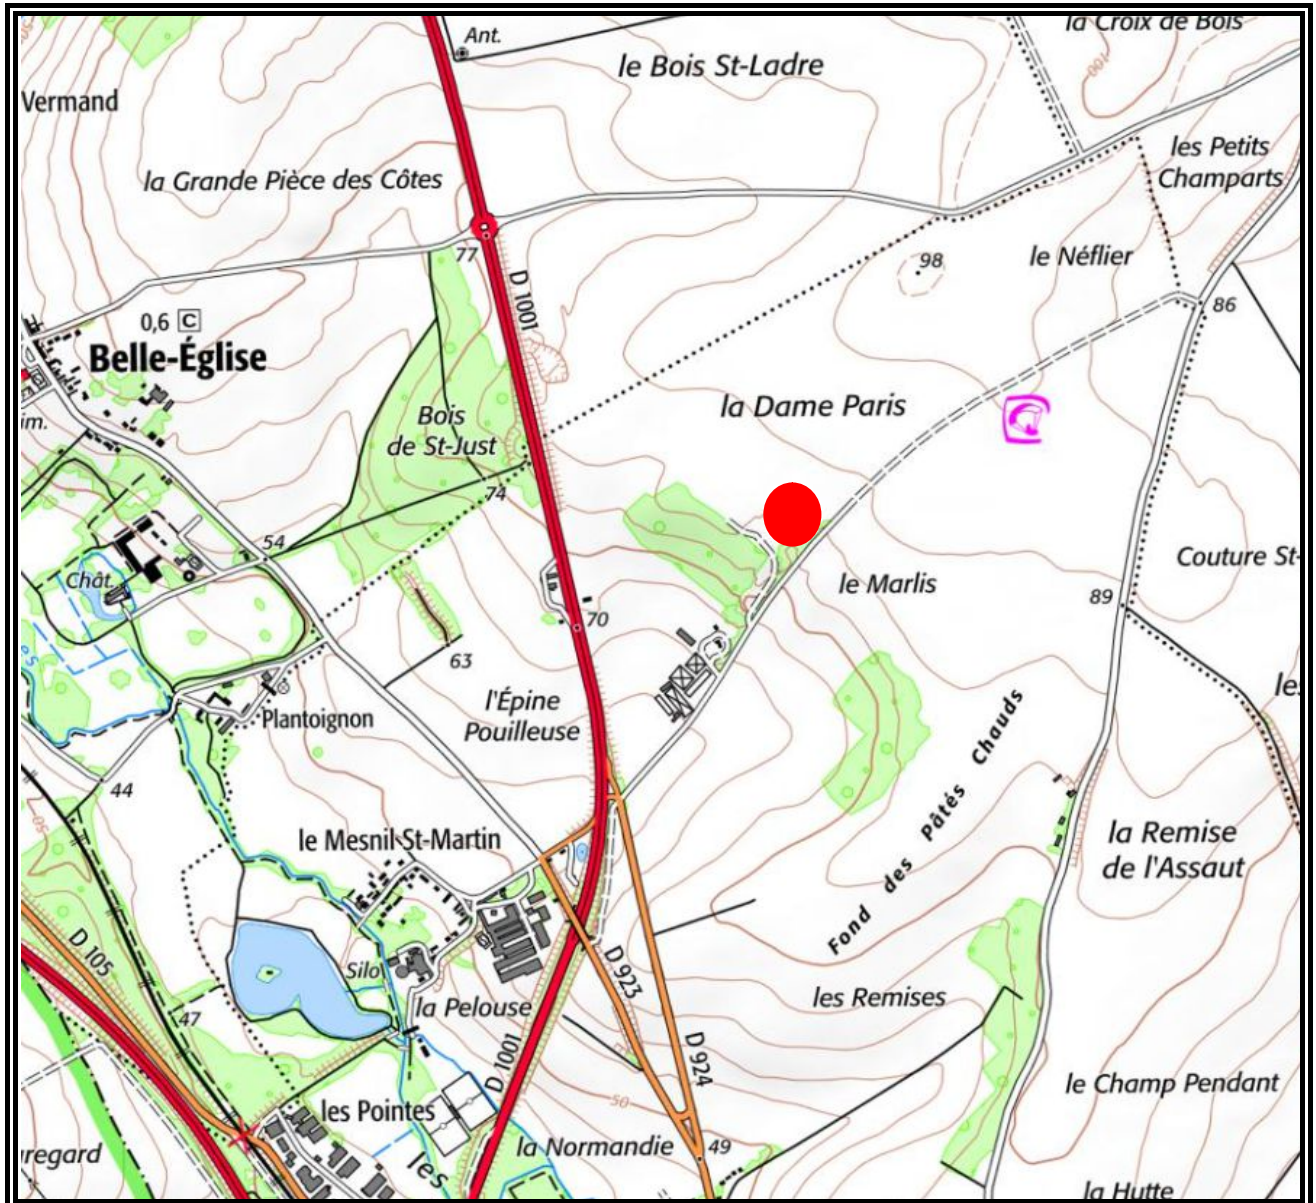 la Croix de Bois
Ant.
le Bois St-Ladre
100
Vermand
les Petits
Champarts
la Grande Pièce des Côtes
77
D 1001
98
le Néflier
86
0,6 C
Belle-Église
la Dame Paris
Bois
de St-Just
74
54
Couture St-
Chât.
le Marlis
89
70
63
l'Épine
Pouilleuse
Plantoignon
44
50
Fond des Pâtés Chauds
le Mesnil-St-Martin
la Remise
de l'Assaut
D 105
D 923
Silo
les Remises
la Pelouse
47
D 1001
D 924
le Champ Pendant
50
les Pointes
la Normandie
49
les
la Hutte